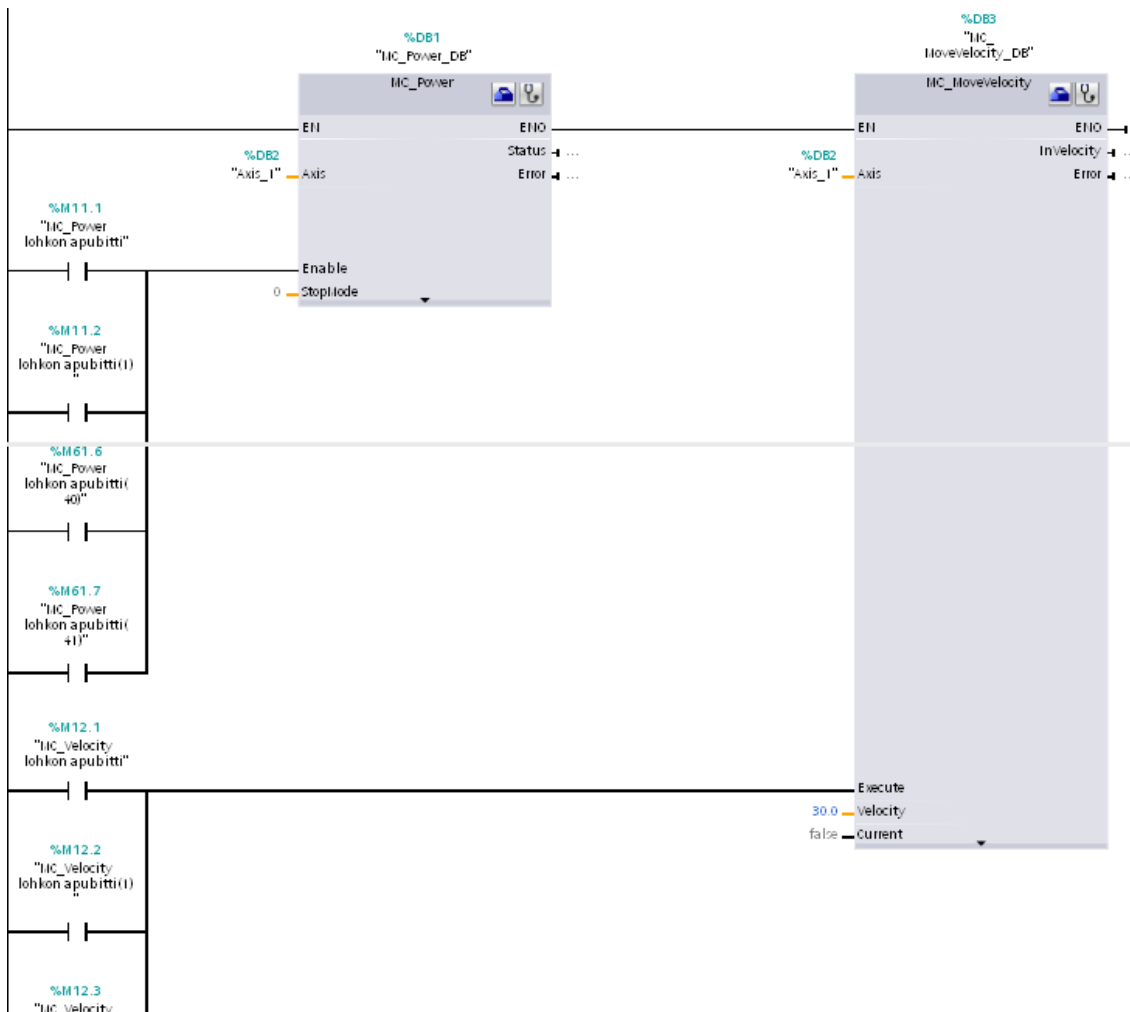 %DB1
"MC_Power_DB"
MC_Power
EN
ENO
Status
...
%DB2
"Axis_1"
Axis
Error
...
%M11.1
"MC_Power
lohkon apubitti"
Enable
0
StopMode
%M11.2
"MC_Power
lohkon apubitti(1)
"
%M61.6
"MC_Power
lohkon apubitti(
40)"
%M61.7
"MC_Power
lohkon apubitti(
41)"
%DB3
"MC_
MoveVelocity_DB"
MC_MoveVelocity
EN
ENO
InVelocity
..
%DB2
"Axis_1"
Axis
Error
..
%M12.1
"MC_Velocity
lohkon apubitti"
Execute
30.0
Velocity
false
Current
%M12.2
"MC_Velocity
lohkon apubitti(1)
"
%M12.3
"MC_Velocity